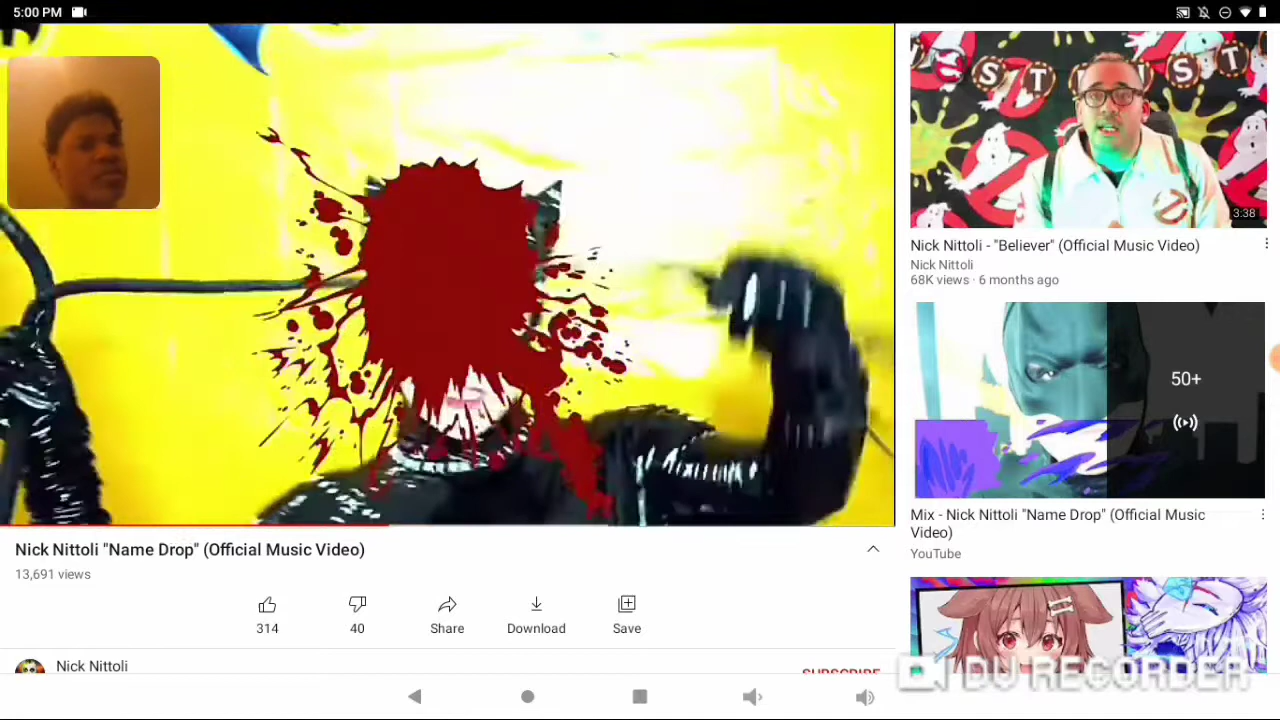 5:00 PM
S T S T
3:38
Nick Nittoli - "Believer" (Official Music Video)
Nick Nittoli
68K views · 6 months ago
50+
Mix - Nick Nittoli "Name Drop" (Official Music
Video)
YouTube
Nick Nittoli "Name Drop" (Official Music Video)
13,691 views
314
40
Share
Download
Save
Nick Nittoli
SUBSCRIBE
DU RECORDER